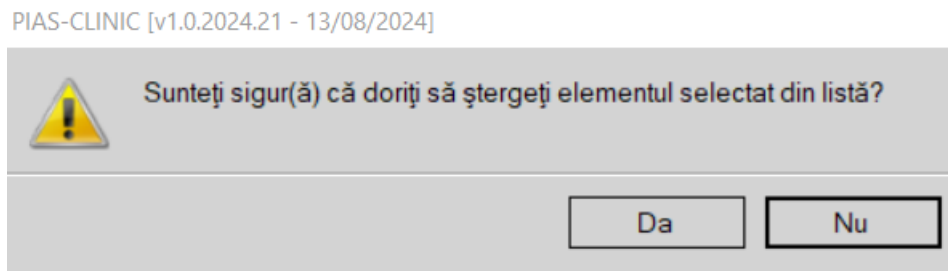 PIAS-CLINIC [v1.0.2024.21 - 13/08/2024]
Sunteţi sigur(ă) că doriţi să ştergeţi elementul selectat din listă?
Da
Nu